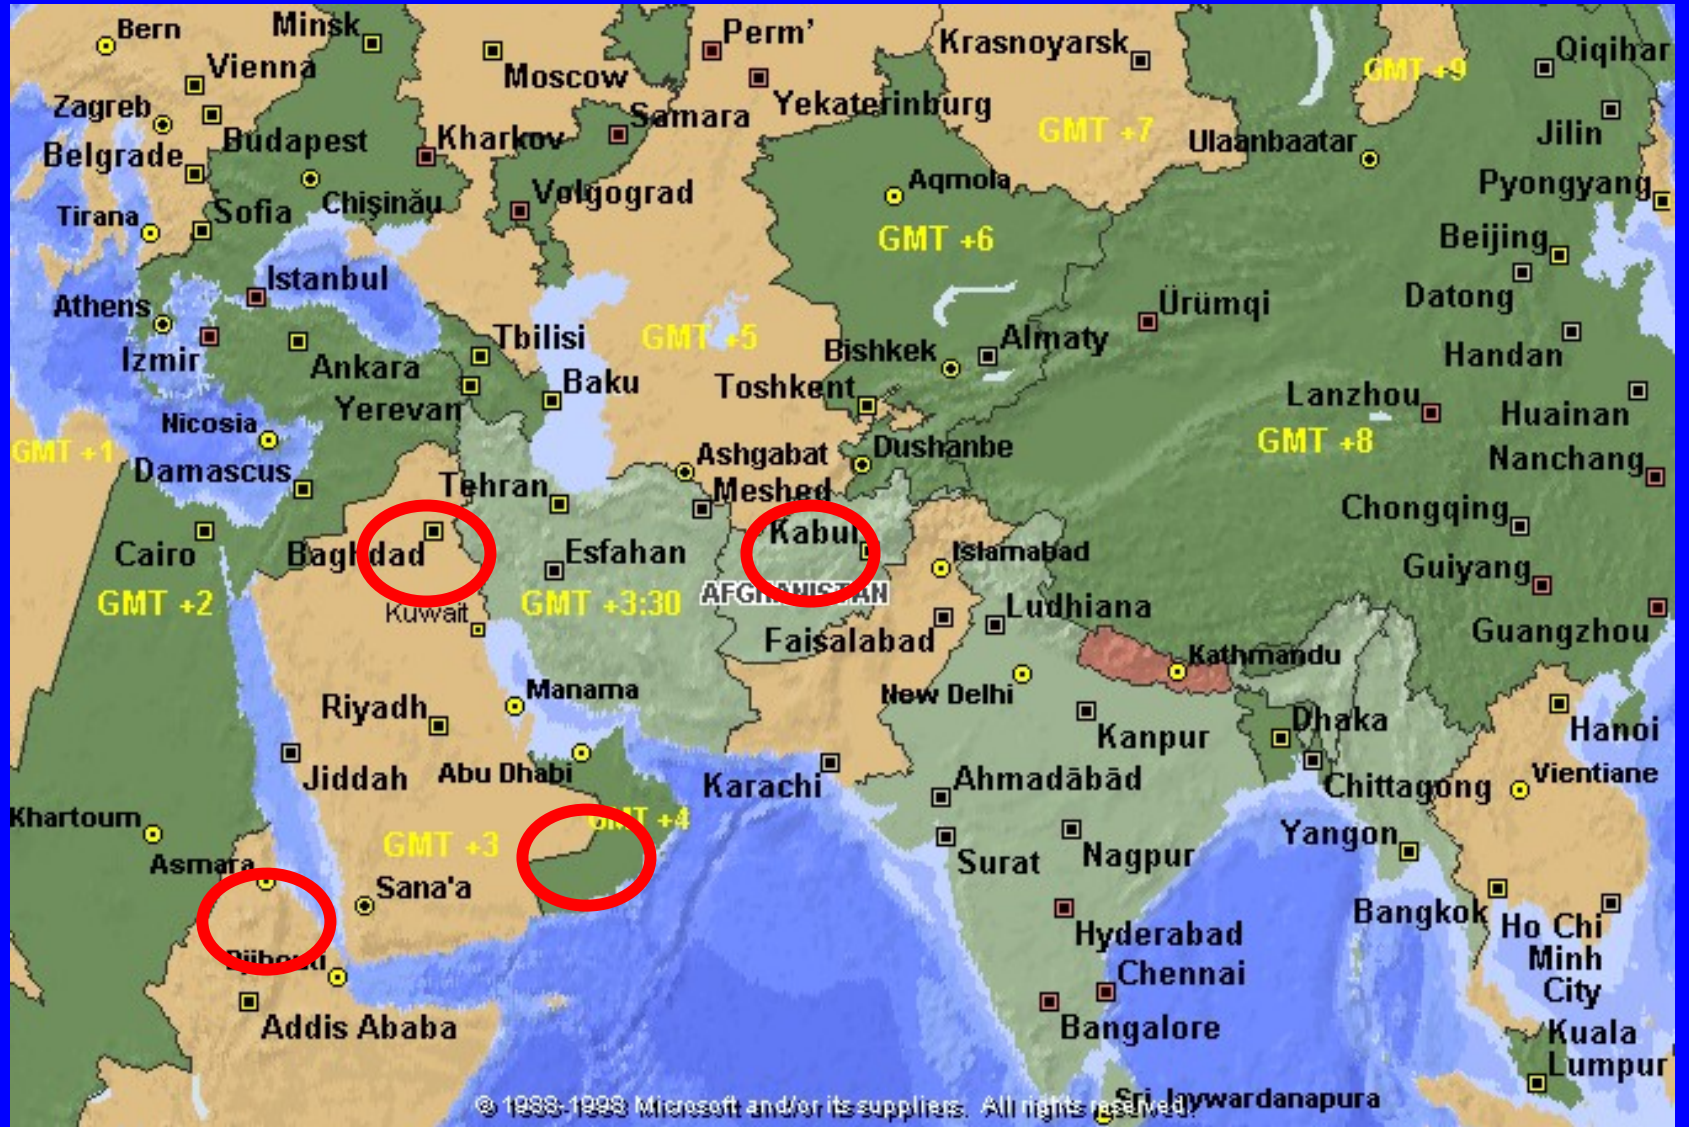 Bern
Minsk
Moscow
Perm’
Krasnoyarsk
GMT +9
Qiqihar
Vienna
Yekaterinburg
Zagreb
Samara
GMT +7
Jilin
Budapest
Kharkov
Ulaanbaatar
Belgrade
Volgograd
Aqmola
Pyongyang
Tirana
Sofia
Chişinău
GMT +6
Beijing
Istanbul
Datong
Athens
Ürümqi
GMT +5
Tbilisi
Bishkek
Almaty
Handan
Izmir
Ankara
Baku
Toshkent
Lanzhou
Huainan
Yerevan
Nicosia
GMT +1
GMT +8
Damascus
Ashgabat
Dushanbe
Nanchang
Tehran
Meshed
Chongqing
Cairo
Baghdad
Esfahan
Kabul
Islamabad
Guiyang
GMT +2
Kuwait
GMT +3:30
AFGHANISTAN
Ludhiana
Faisalabad
Guangzhou
Kathmandu
Riyadh
Manama
New Delhi
Kanpur
Dhaka
Hanoi
Jiddah
Abu Dhabi
Karachi
Ahmadābād
Chittagong
Vientiane
Khartoum
GMT +4
GMT +3
Yangon
Asmara
Sana'a
Surat
Nagpur
Bangkok
Ho Chi
Minh
City
Djibouti
Hyderabad
Chennai
Addis Ababa
Bangalore
Kuala
Lumpur
Sri Jaywardanapura
© 1988-1998 Microsoft and/or its suppliers. All rights reserved.